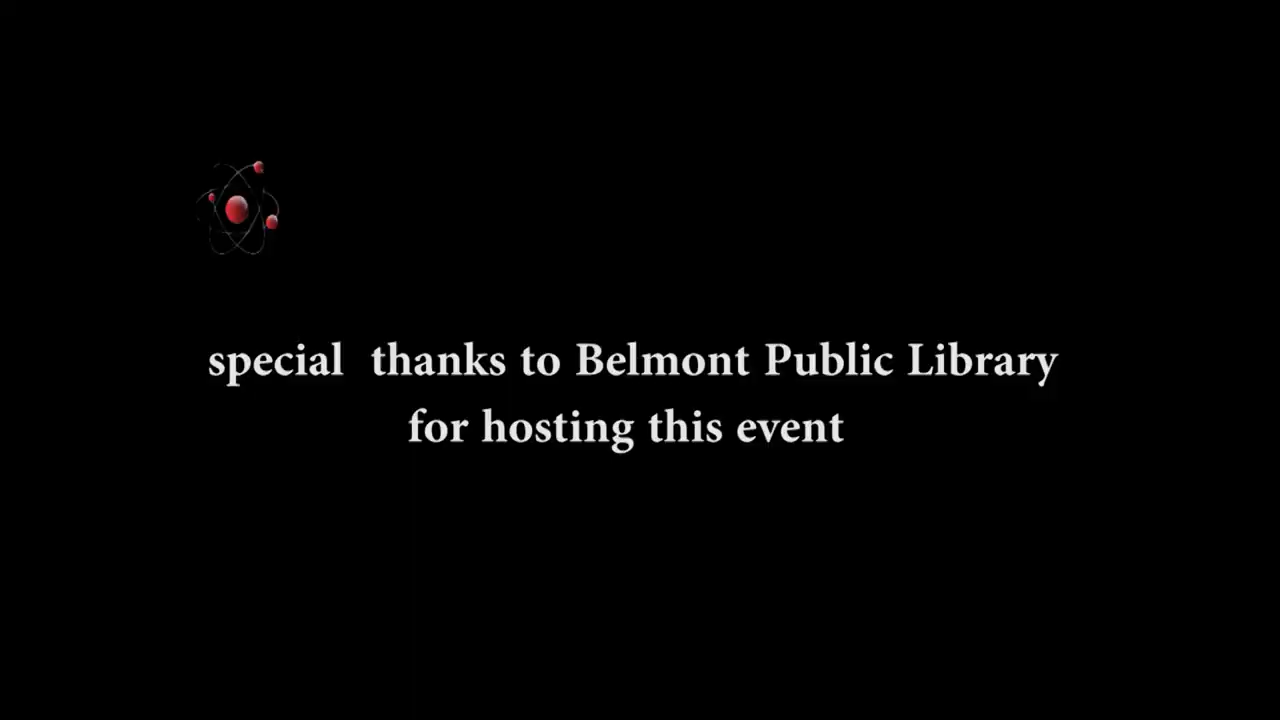 special  thanks to Belmont Public Library
for hosting this event